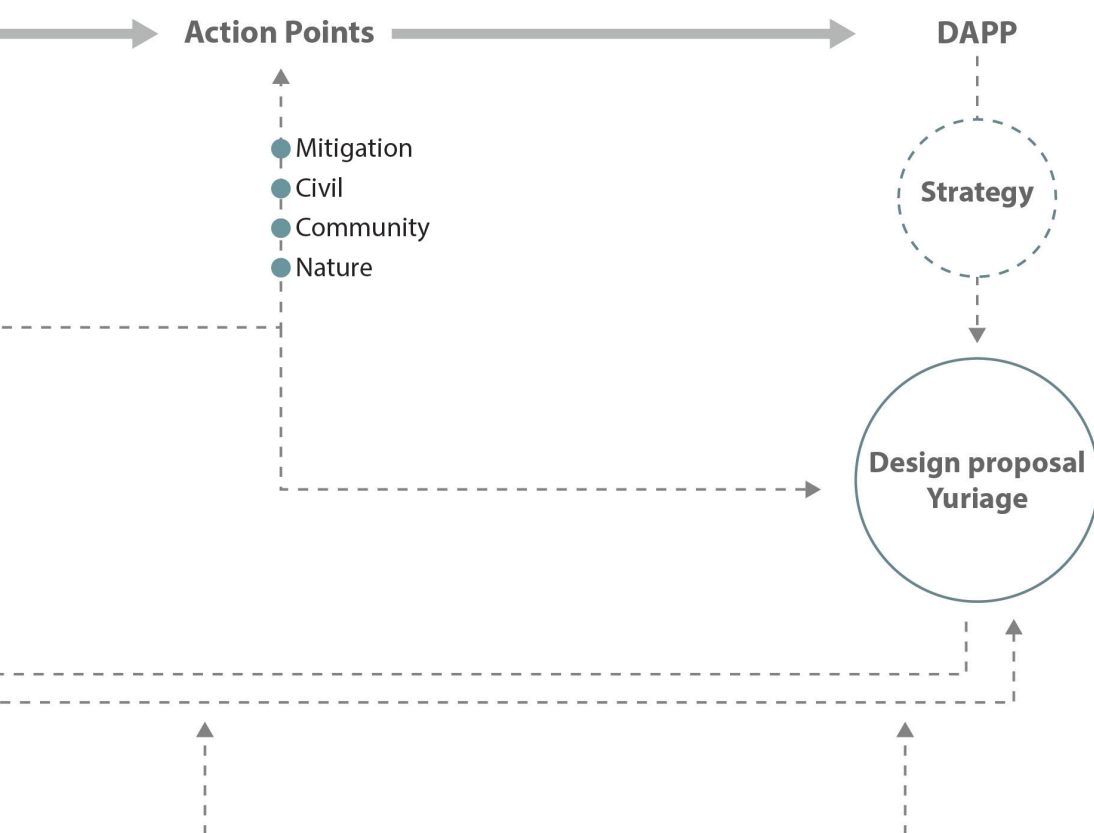 Action Points
DAPP
Mitigation
Civil
Community
Nature
Strategy
Design proposal
Yuriage